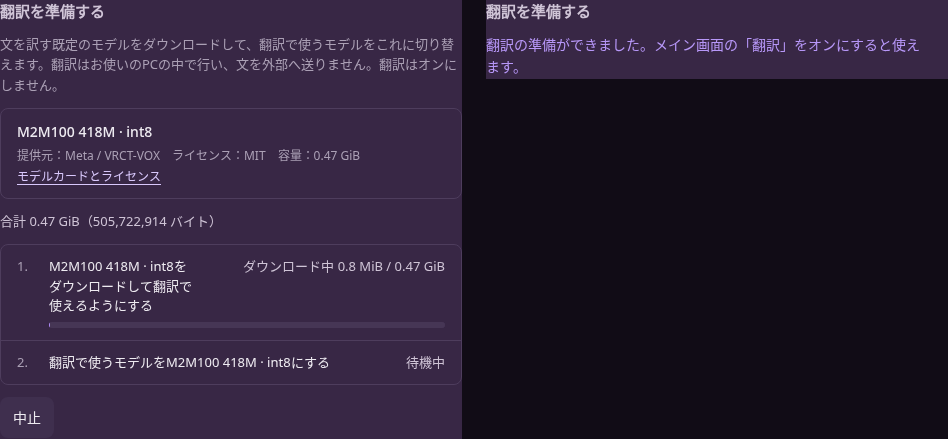 翻訳を準備する
文を訳す既定のモデルをダウンロードして、翻訳で使うモデルをこれに切り替
えます。翻訳はお使いのPCの中で行い、文を外部へ送りません。翻訳はオンに
しません。
M2M100 418M · int8
提供元：Meta / VRCT-VOX　ライセンス：MIT　容量：0.47 GiB
モデルカードとライセンス
合計 0.47 GiB（505,722,914 バイト）
1. M2M100 418M · int8を
ダウンロードして翻訳で
使えるようにする
ダウンロード中 0.8 MiB / 0.47 GiB
2. 翻訳で使うモデルをM2M100 418M · int8にする 待機中
中止
翻訳を準備する
翻訳の準備ができました。メイン画面の「翻訳」をオンにすると使え
ます。